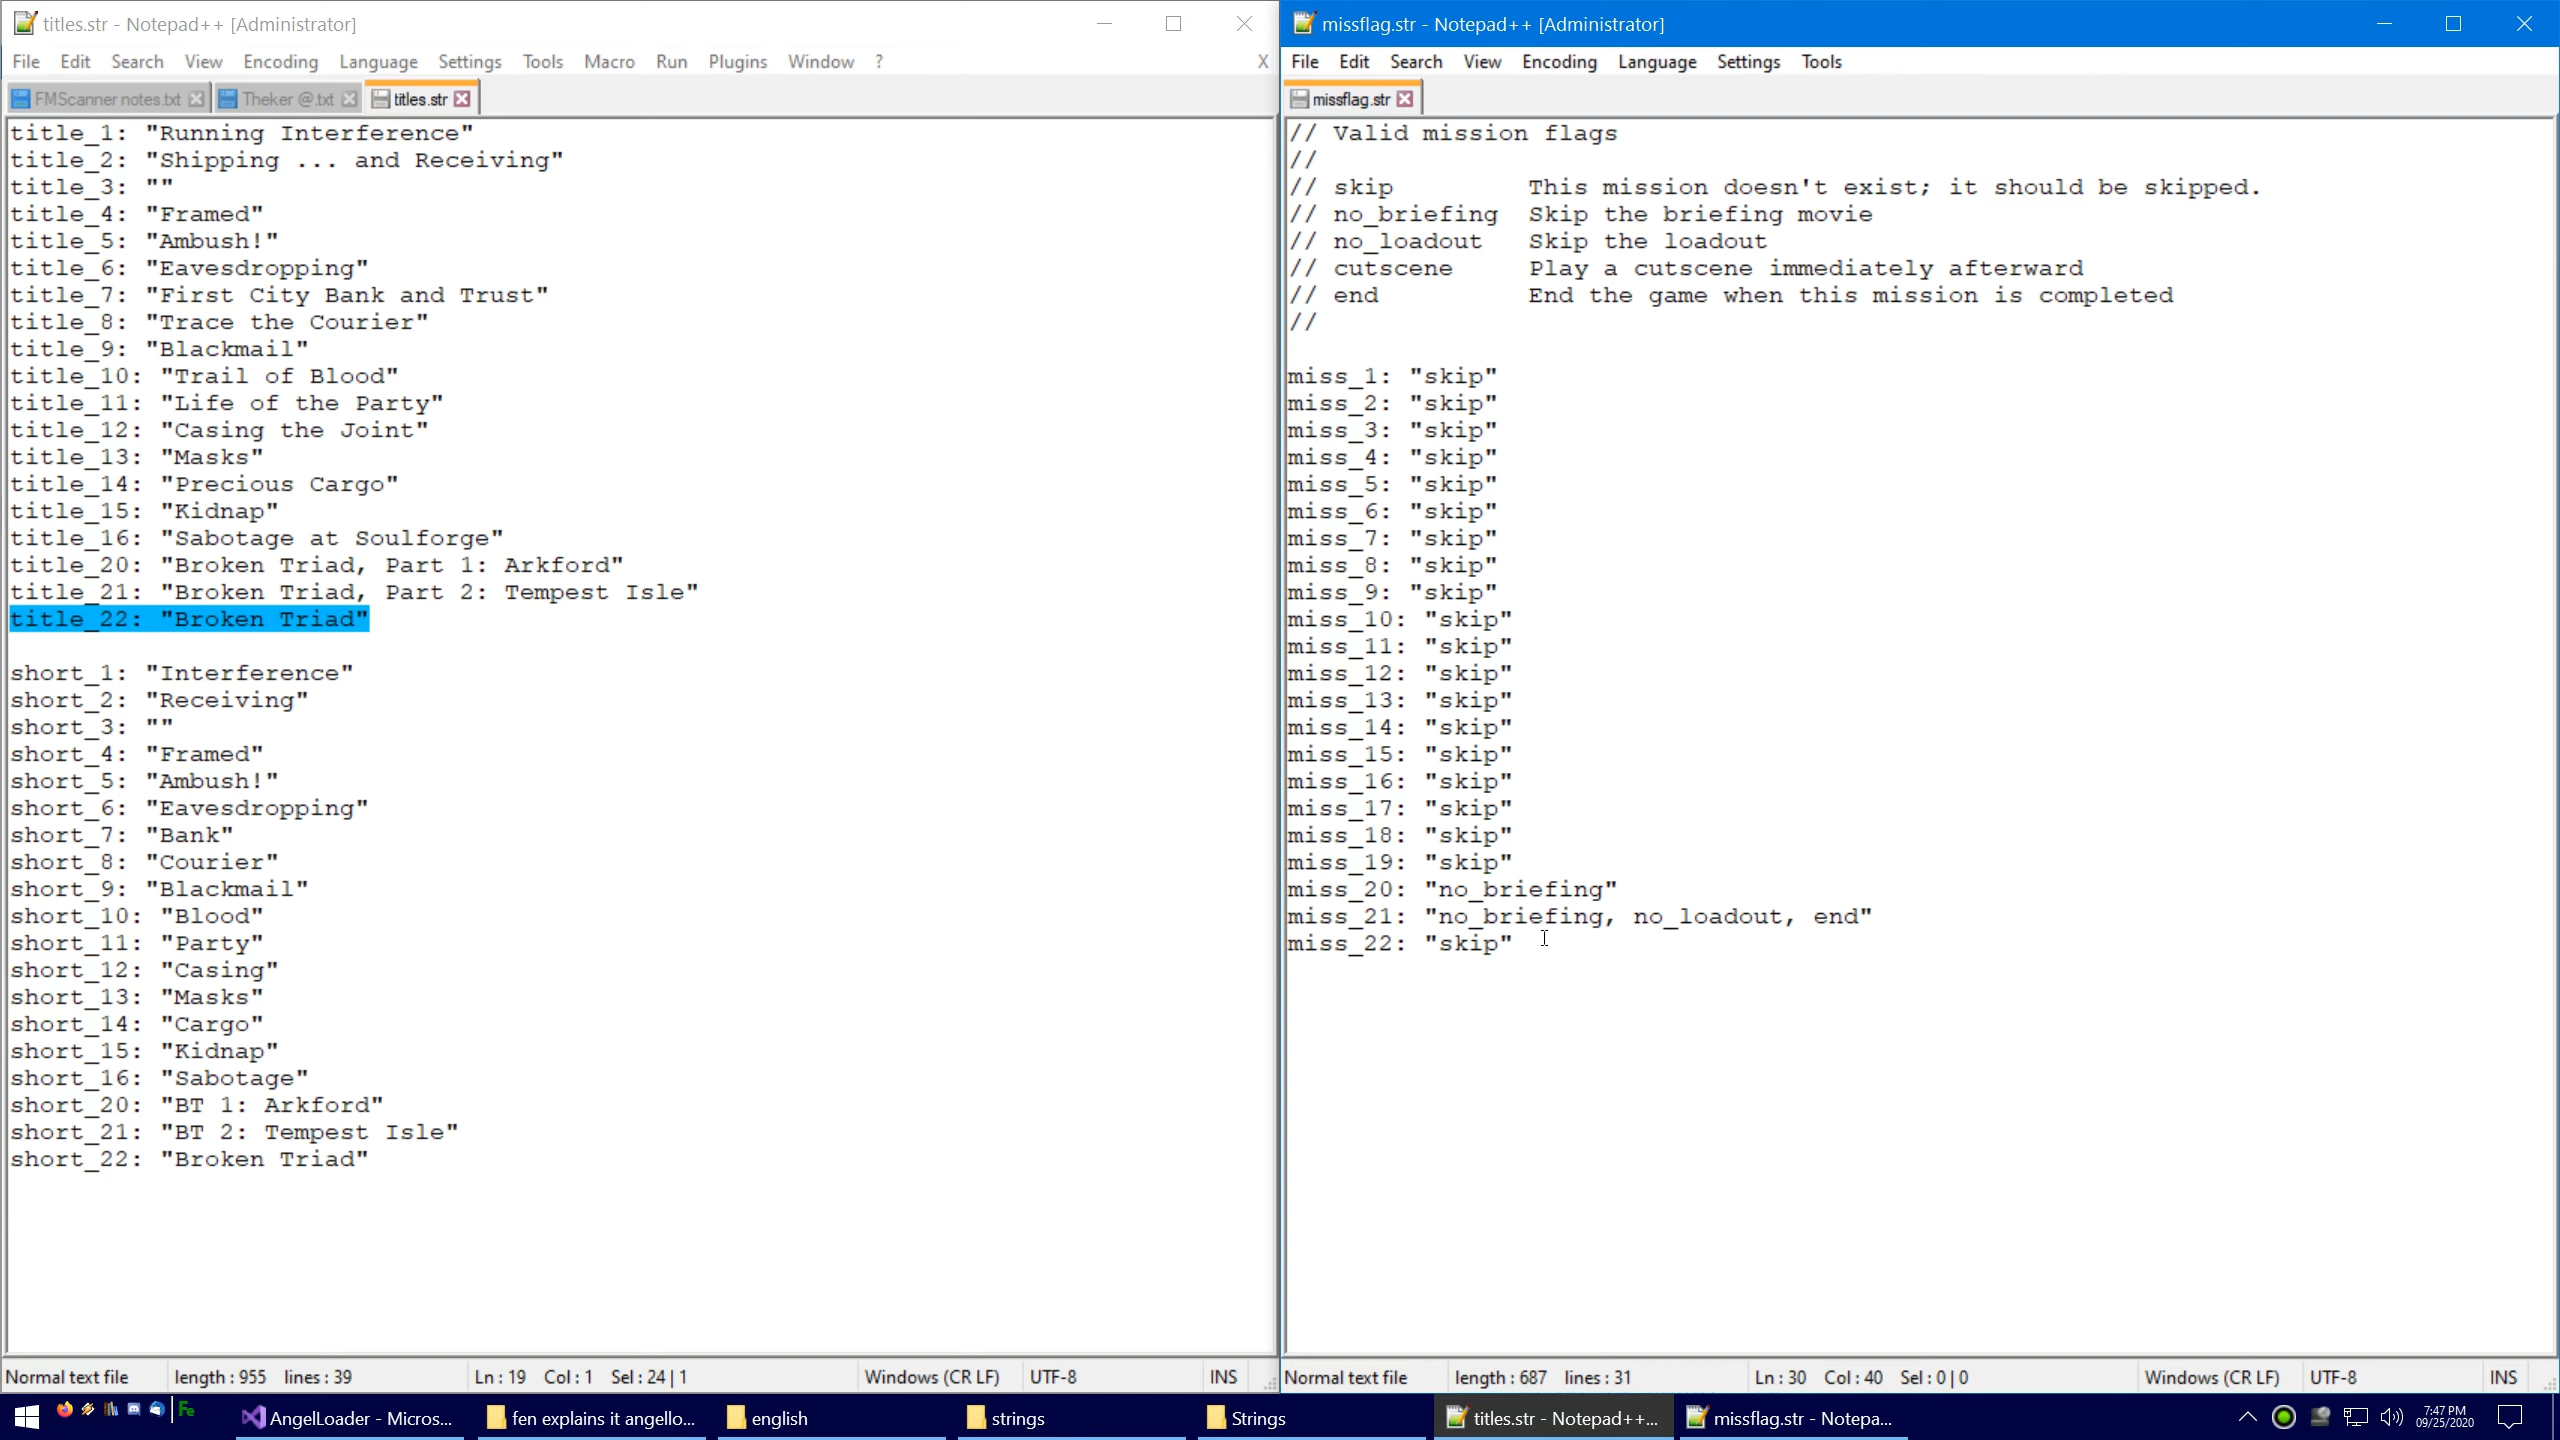 titles.str - Notepad++ [Administrator]
File Edit Search View Encoding Language Settings Tools Macro Run Plugins Window ? X
FMScanner notes.txt Theker @.txt titles.str
title_1: "Running Interference"
title_2: "Shipping ... and Receiving"
title_3: ""
title_4: "Framed"
title_5: "Ambush!"
title_6: "Eavesdropping"
title_7: "First City Bank and Trust"
title_8: "Trace the Courier"
title_9: "Blackmail"
title_10: "Trail of Blood"
title_11: "Life of the Party"
title_12: "Casing the Joint"
title_13: "Masks"
title_14: "Precious Cargo"
title_15: "Kidnap"
title_16: "Sabotage at Soulforge"
title_20: "Broken Triad, Part 1: Arkford"
title_21: "Broken Triad, Part 2: Tempest Isle"
title_22: "Broken Triad"
short_1: "Interference"
short_2: "Receiving"
short_3: ""
short_4: "Framed"
short_5: "Ambush!"
short_6: "Eavesdropping"
short_7: "Bank"
short_8: "Courier"
short_9: "Blackmail"
short_10: "Blood"
short_11: "Party"
short_12: "Casing"
short_13: "Masks"
short_14: "Cargo"
short_15: "Kidnap"
short_16: "Sabotage"
short_20: "BT 1: Arkford"
short_21: "BT 2: Tempest Isle"
short_22: "Broken Triad"
Normal text file length : 955 lines : 39 Ln : 19 Col : 1 Sel : 24 | 1 Windows (CR LF) UTF-8 INS
missflag.str - Notepad++ [Administrator]
File Edit Search View Encoding Language Settings Tools
missflag.str
// Valid mission flags
//
// skip This mission doesn't exist; it should be skipped.
// no_briefing Skip the briefing movie
// no_loadout Skip the loadout
// cutscene Play a cutscene immediately afterward
// end End the game when this mission is completed
//
miss_1: "skip"
miss_2: "skip"
miss_3: "skip"
miss_4: "skip"
miss_5: "skip"
miss_6: "skip"
miss_7: "skip"
miss_8: "skip"
miss_9: "skip"
miss_10: "skip"
miss_11: "skip"
miss_12: "skip"
miss_13: "skip"
miss_14: "skip"
miss_15: "skip"
miss_16: "skip"
miss_17: "skip"
miss_18: "skip"
miss_19: "skip"
miss_20: "no_briefing"
miss_21: "no_briefing, no_loadout, end"
miss_22: "skip"
Normal text file length : 687 lines : 31 Ln : 30 Col : 40 Sel : 0 | 0 Windows (CR LF) UTF-8 INS
Fe AngelLoader - Micros... fen explains it angello... english strings Strings titles.str - Notepad++... missflag.str - Notepa... 7:47 PM
09/25/2020